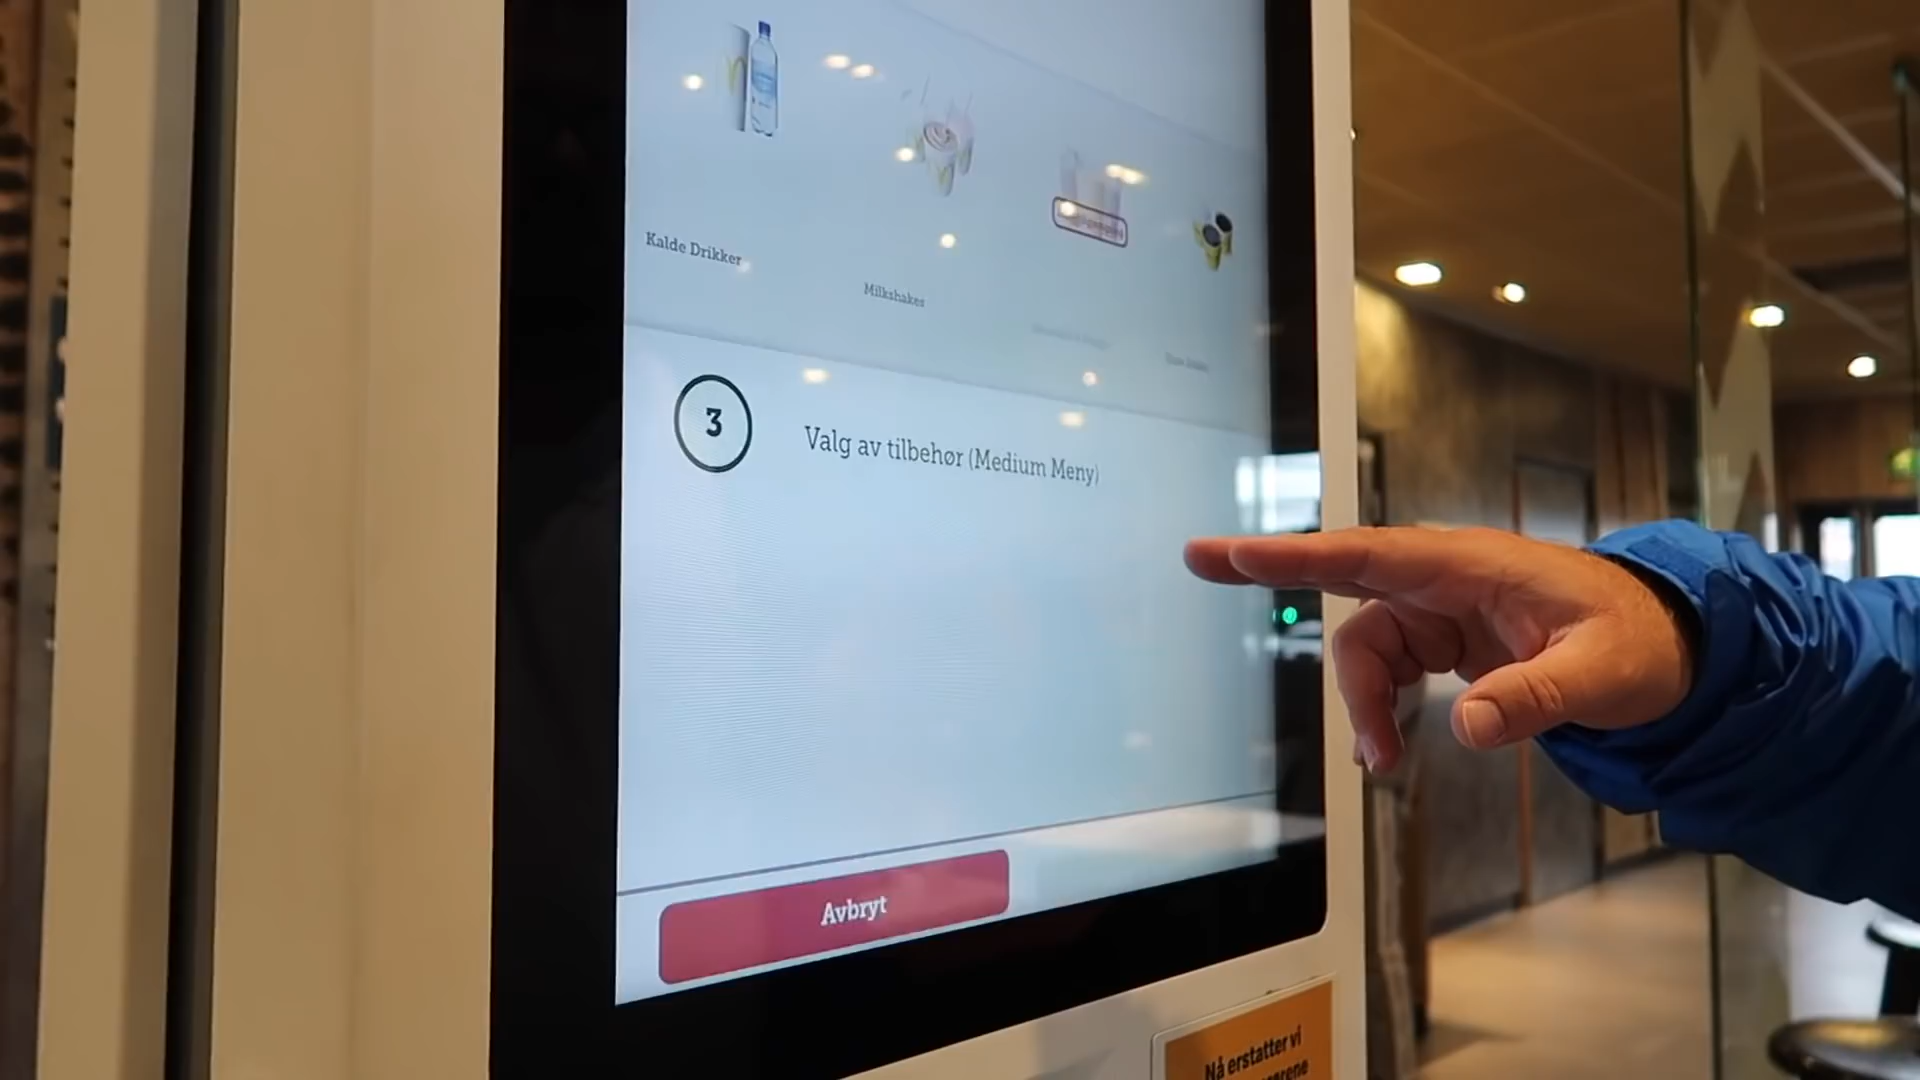 Kalde Drikker
Milkshakes
3
Valg av tilbehør (Medium Meny)
Avbryt
Nå erstatter vi